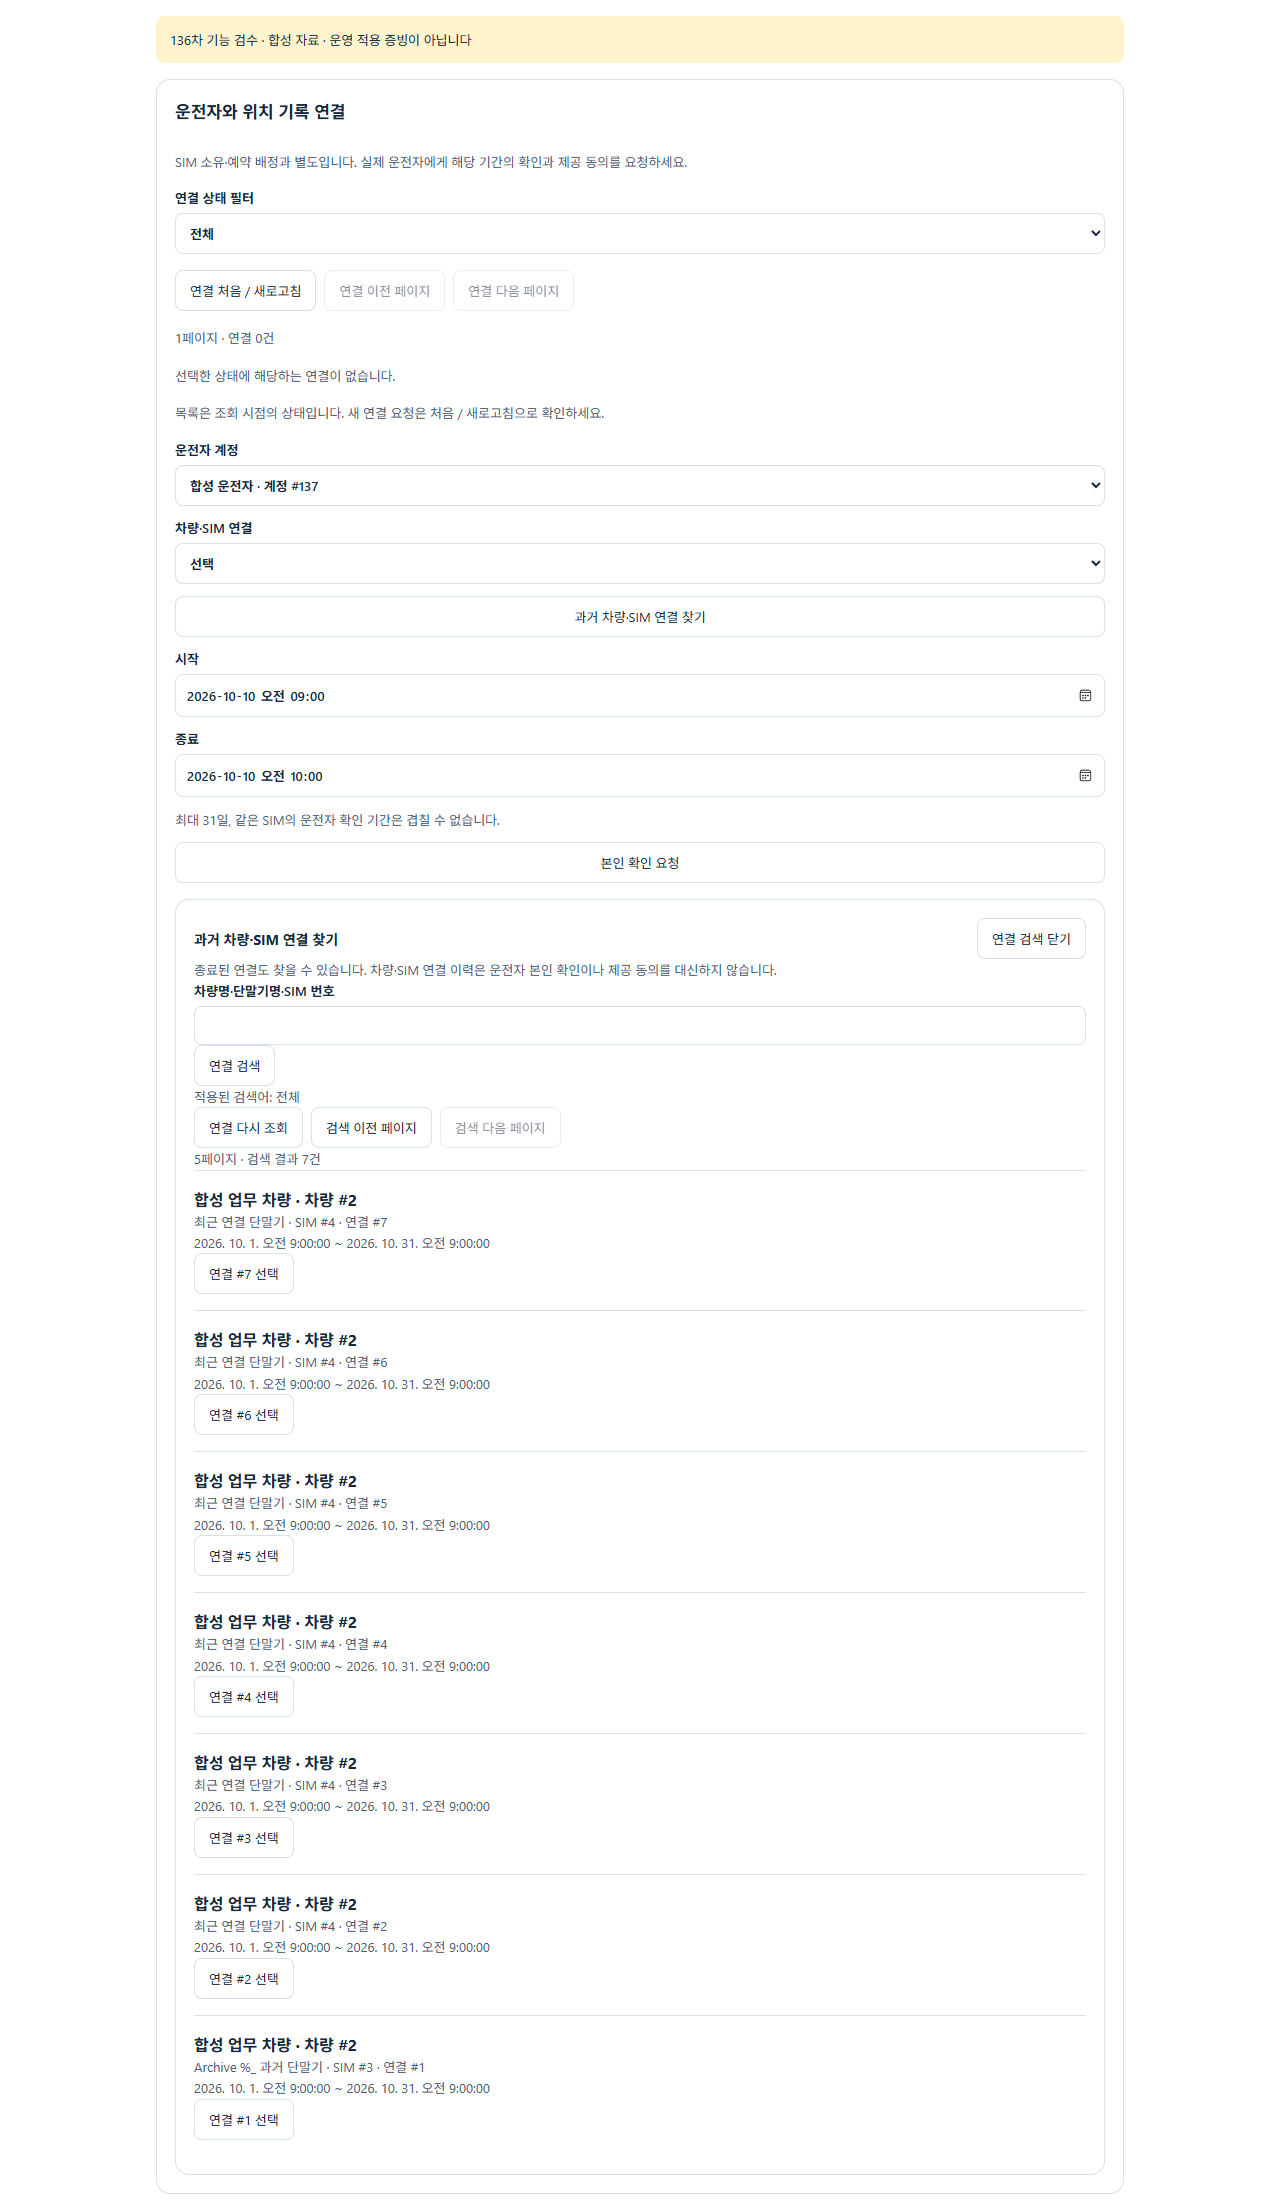 136차 기능 검수 · 합성 자료 · 운영 적용 증빙이 아닙니다
운전자와 위치 기록 연결
SIM 소유·예약 배정과 별도입니다. 실제 운전자에게 해당 기간의 확인과 제공 동의를 요청하세요.
연결 상태 필터
전체
연결 처음 / 새로고침
연결 이전 페이지
연결 다음 페이지
1페이지 · 연결 0건
선택한 상태에 해당하는 연결이 없습니다.
목록은 조회 시점의 상태입니다. 새 연결 요청은 처음 / 새로고침으로 확인하세요.
운전자 계정
합성 운전자 · 계정 #137
차량·SIM 연결
선택
과거 차량·SIM 연결 찾기
시작
2026-10-10 오전 09:00
종료
2026-10-10 오전 10:00
최대 31일, 같은 SIM의 운전자 확인 기간은 겹칠 수 없습니다.
본인 확인 요청
과거 차량·SIM 연결 찾기
연결 검색 닫기
종료된 연결도 찾을 수 있습니다. 차량·SIM 연결 이력은 운전자 본인 확인이나 제공 동의를 대신하지 않습니다.
차량명·단말기명·SIM 번호
연결 검색
적용된 검색어: 전체
연결 다시 조회
검색 이전 페이지
검색 다음 페이지
5페이지 · 검색 결과 7건
합성 업무 차량 · 차량 #2
최근 연결 단말기 · SIM #4 · 연결 #7
2026. 10. 1. 오전 9:00:00 ~ 2026. 10. 31. 오전 9:00:00
연결 #7 선택
합성 업무 차량 · 차량 #2
최근 연결 단말기 · SIM #4 · 연결 #6
2026. 10. 1. 오전 9:00:00 ~ 2026. 10. 31. 오전 9:00:00
연결 #6 선택
합성 업무 차량 · 차량 #2
최근 연결 단말기 · SIM #4 · 연결 #5
2026. 10. 1. 오전 9:00:00 ~ 2026. 10. 31. 오전 9:00:00
연결 #5 선택
합성 업무 차량 · 차량 #2
최근 연결 단말기 · SIM #4 · 연결 #4
2026. 10. 1. 오전 9:00:00 ~ 2026. 10. 31. 오전 9:00:00
연결 #4 선택
합성 업무 차량 · 차량 #2
최근 연결 단말기 · SIM #4 · 연결 #3
2026. 10. 1. 오전 9:00:00 ~ 2026. 10. 31. 오전 9:00:00
연결 #3 선택
합성 업무 차량 · 차량 #2
최근 연결 단말기 · SIM #4 · 연결 #2
2026. 10. 1. 오전 9:00:00 ~ 2026. 10. 31. 오전 9:00:00
연결 #2 선택
합성 업무 차량 · 차량 #2
Archive %_ 과거 단말기 · SIM #3 · 연결 #1
2026. 10. 1. 오전 9:00:00 ~ 2026. 10. 31. 오전 9:00:00
연결 #1 선택